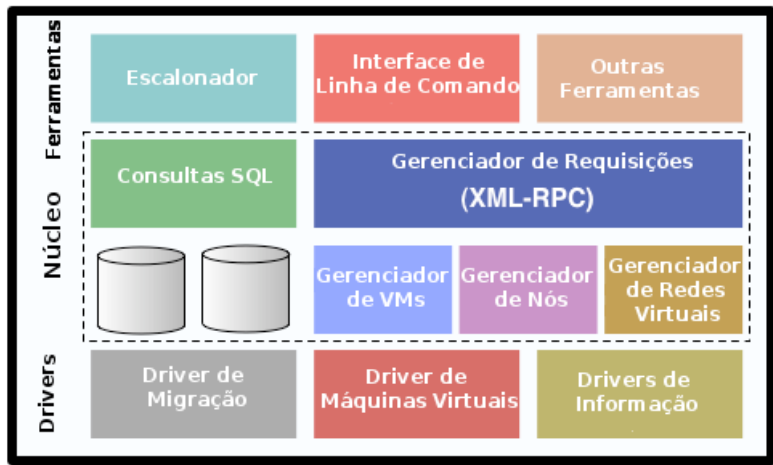 Ferramentas
Escalonador
Interface de
Linha de Comando
Outras
Ferramentas
Núcleo
Consultas SQL
Gerenciador de Requisições
(XML-RPC)
Gerenciador
de VMs
Gerenciador
de Nós
Gerenciador
de Redes
Virtuais
Drivers
Driver de
Migração
Driver de
Máquinas Virtuais
Drivers de
Informação